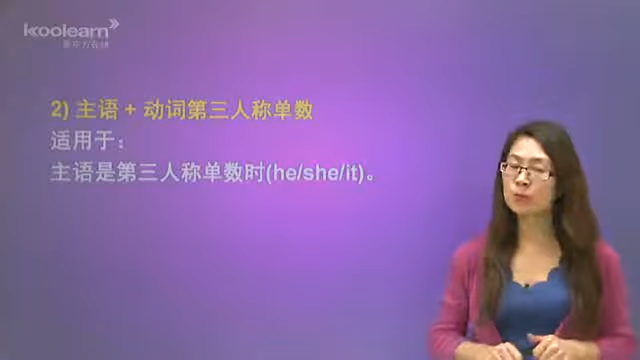 koolearn
新东方在线
2) 主语 + 动词第三人称单数
适用于：
主语是第三人称单数时(he/she/it)。